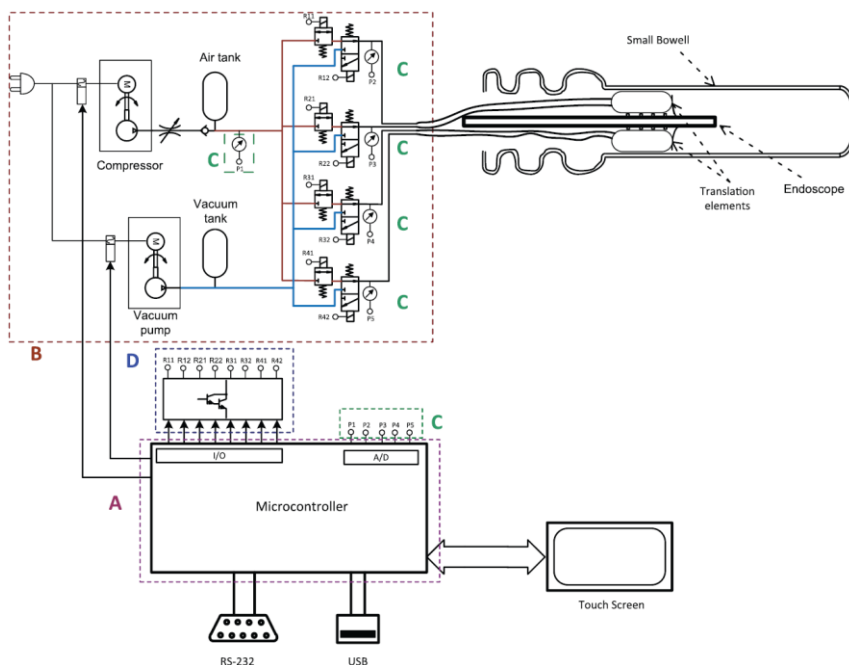 R11
Air tank
M
Compressor
C
P1
R12
P2
C
R21
R22
P3
C
R31
R32
P4
C
R41
R42
P5
C
Vacuum
tank
M
Vacuum
pump
B
Small Bowell
Translation
elements
Endoscope
D
R12 R21 R22 R31 R32 R41 R42
C
P1 P2 P3 P4 P5
I/O
A/D
A
Microcontroller
Touch Screen
RS-232
USB